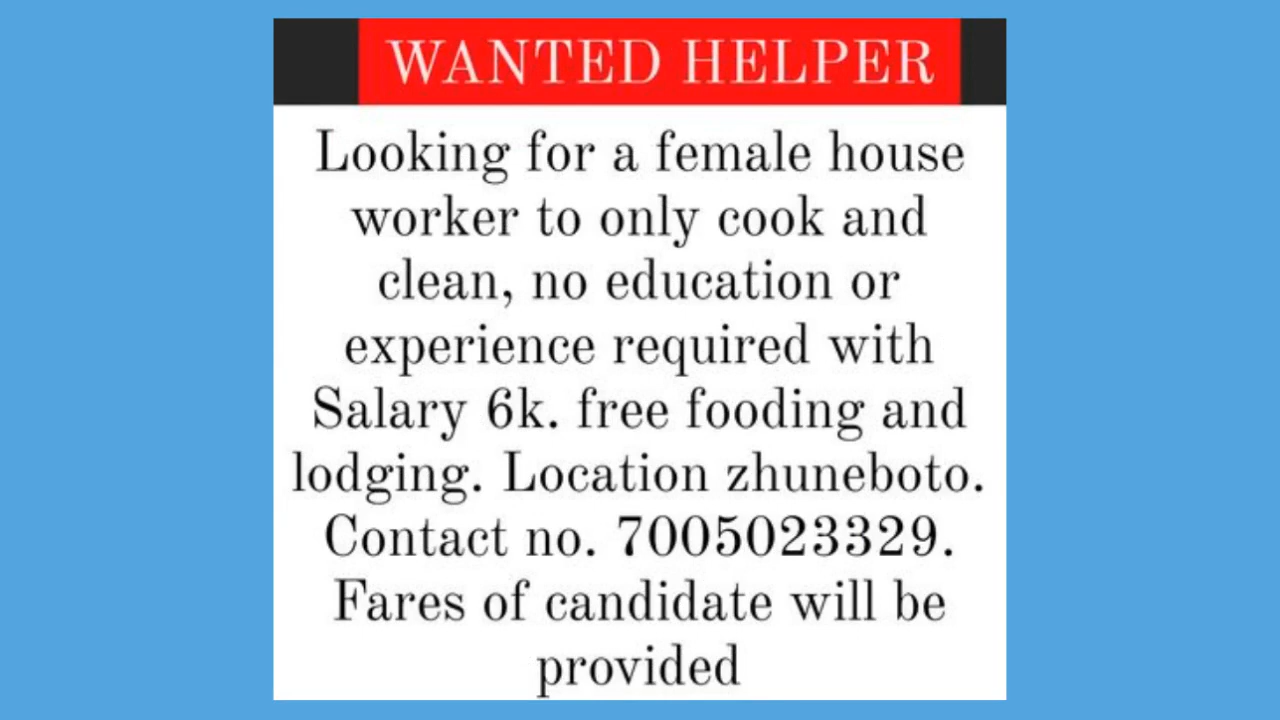 WANTED HELPER
Looking for a female house
worker to only cook and
clean, no education or
experience required with
Salary 6k. free fooding and
lodging. Location zhuneboto.
Contact no. 7005023329.
Fares of candidate will be
provided